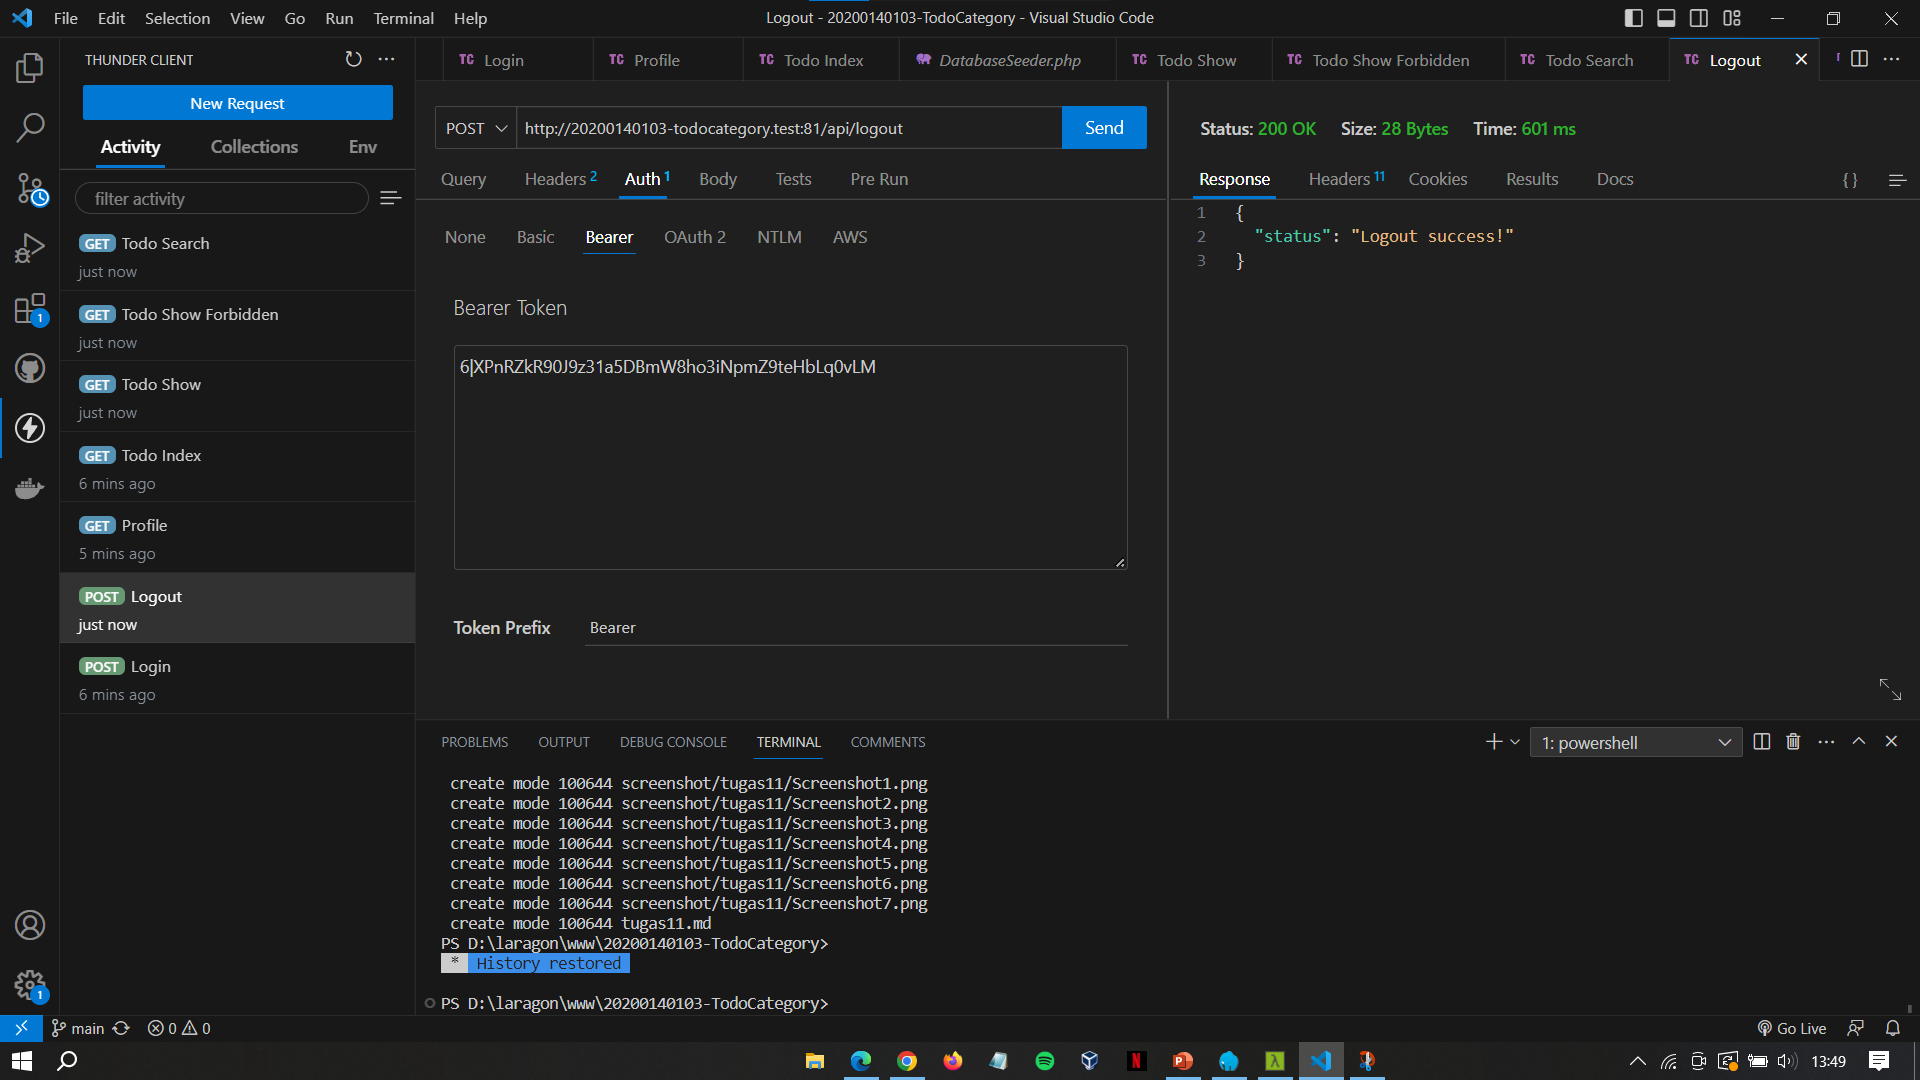 File Edit Selection View Go Run Terminal Help
Logout - 20200140103-TodoCategory - Visual Studio Code
THUNDER CLIENT
New Request
Activity Collections Env
filter activity
GET Todo Search
just now
GET Todo Show Forbidden
just now
GET Todo Show
just now
GET Todo Index
6 mins ago
GET Profile
5 mins ago
POST Logout
just now
POST Login
6 mins ago
TC Login TC Profile TC Todo Index DatabaseSeeder.php TC Todo Show TC Todo Show Forbidden TC Todo Search TC Logout
POST http://20200140103-todocategory.test:81/api/logout Send
Query Headers 2 Auth 1 Body Tests Pre Run
None Basic Bearer OAuth 2 NTLM AWS
Bearer Token
6|XPnRZkR90J9z31a5DBmW8ho3iNpmZ9teHbLq0vLM
Token Prefix Bearer
Status: 200 OK Size: 28 Bytes Time: 601 ms
Response Headers 11 Cookies Results Docs { }
1 {
2 "status": "Logout success!"
3 }
PROBLEMS OUTPUT DEBUG CONSOLE TERMINAL COMMENTS
1: powershell
create mode 100644 screenshot/tugas11/Screenshot1.png
create mode 100644 screenshot/tugas11/Screenshot2.png
create mode 100644 screenshot/tugas11/Screenshot3.png
create mode 100644 screenshot/tugas11/Screenshot4.png
create mode 100644 screenshot/tugas11/Screenshot5.png
create mode 100644 screenshot/tugas11/Screenshot6.png
create mode 100644 screenshot/tugas11/Screenshot7.png
create mode 100644 tugas11.md
PS D:\laragon\www\20200140103-TodoCategory>
* History restored
PS D:\laragon\www\20200140103-TodoCategory>
1
1
main 0 0
Go Live
13:49